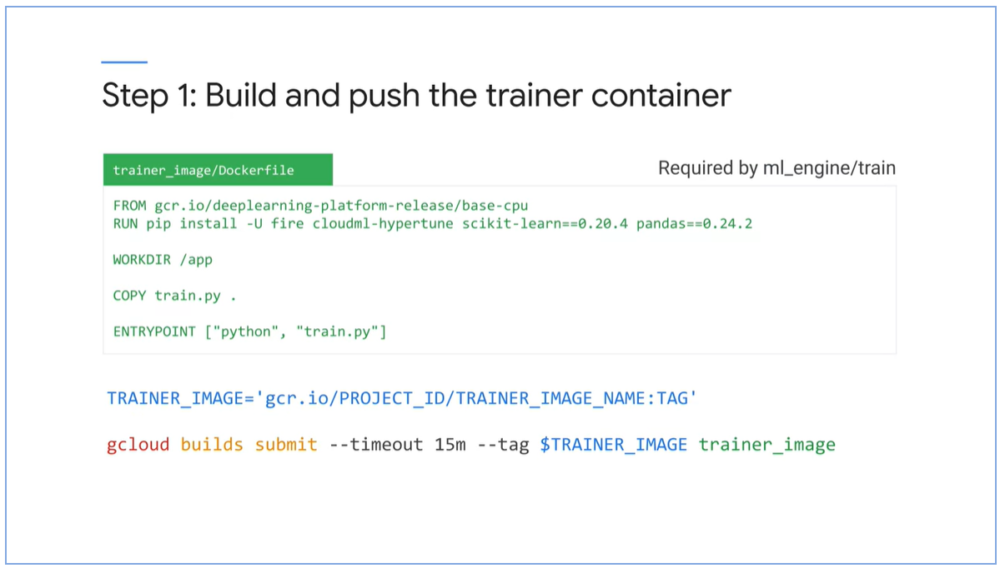 Step 1: Build and push the trainer container
trainer_image/Dockerfile
Required by ml_engine/train
FROM gcr.io/deeplearning-platform-release/base-cpu
RUN pip install -U fire cloudml-hypertune scikit-learn==0.20.4 pandas==0.24.2
WORKDIR /app
COPY train.py .
ENTRYPOINT ["python", "train.py"]
TRAINER_IMAGE='gcr.io/PROJECT_ID/TRAINER_IMAGE_NAME:TAG'
gcloud builds submit --timeout 15m --tag $TRAINER_IMAGE trainer_image